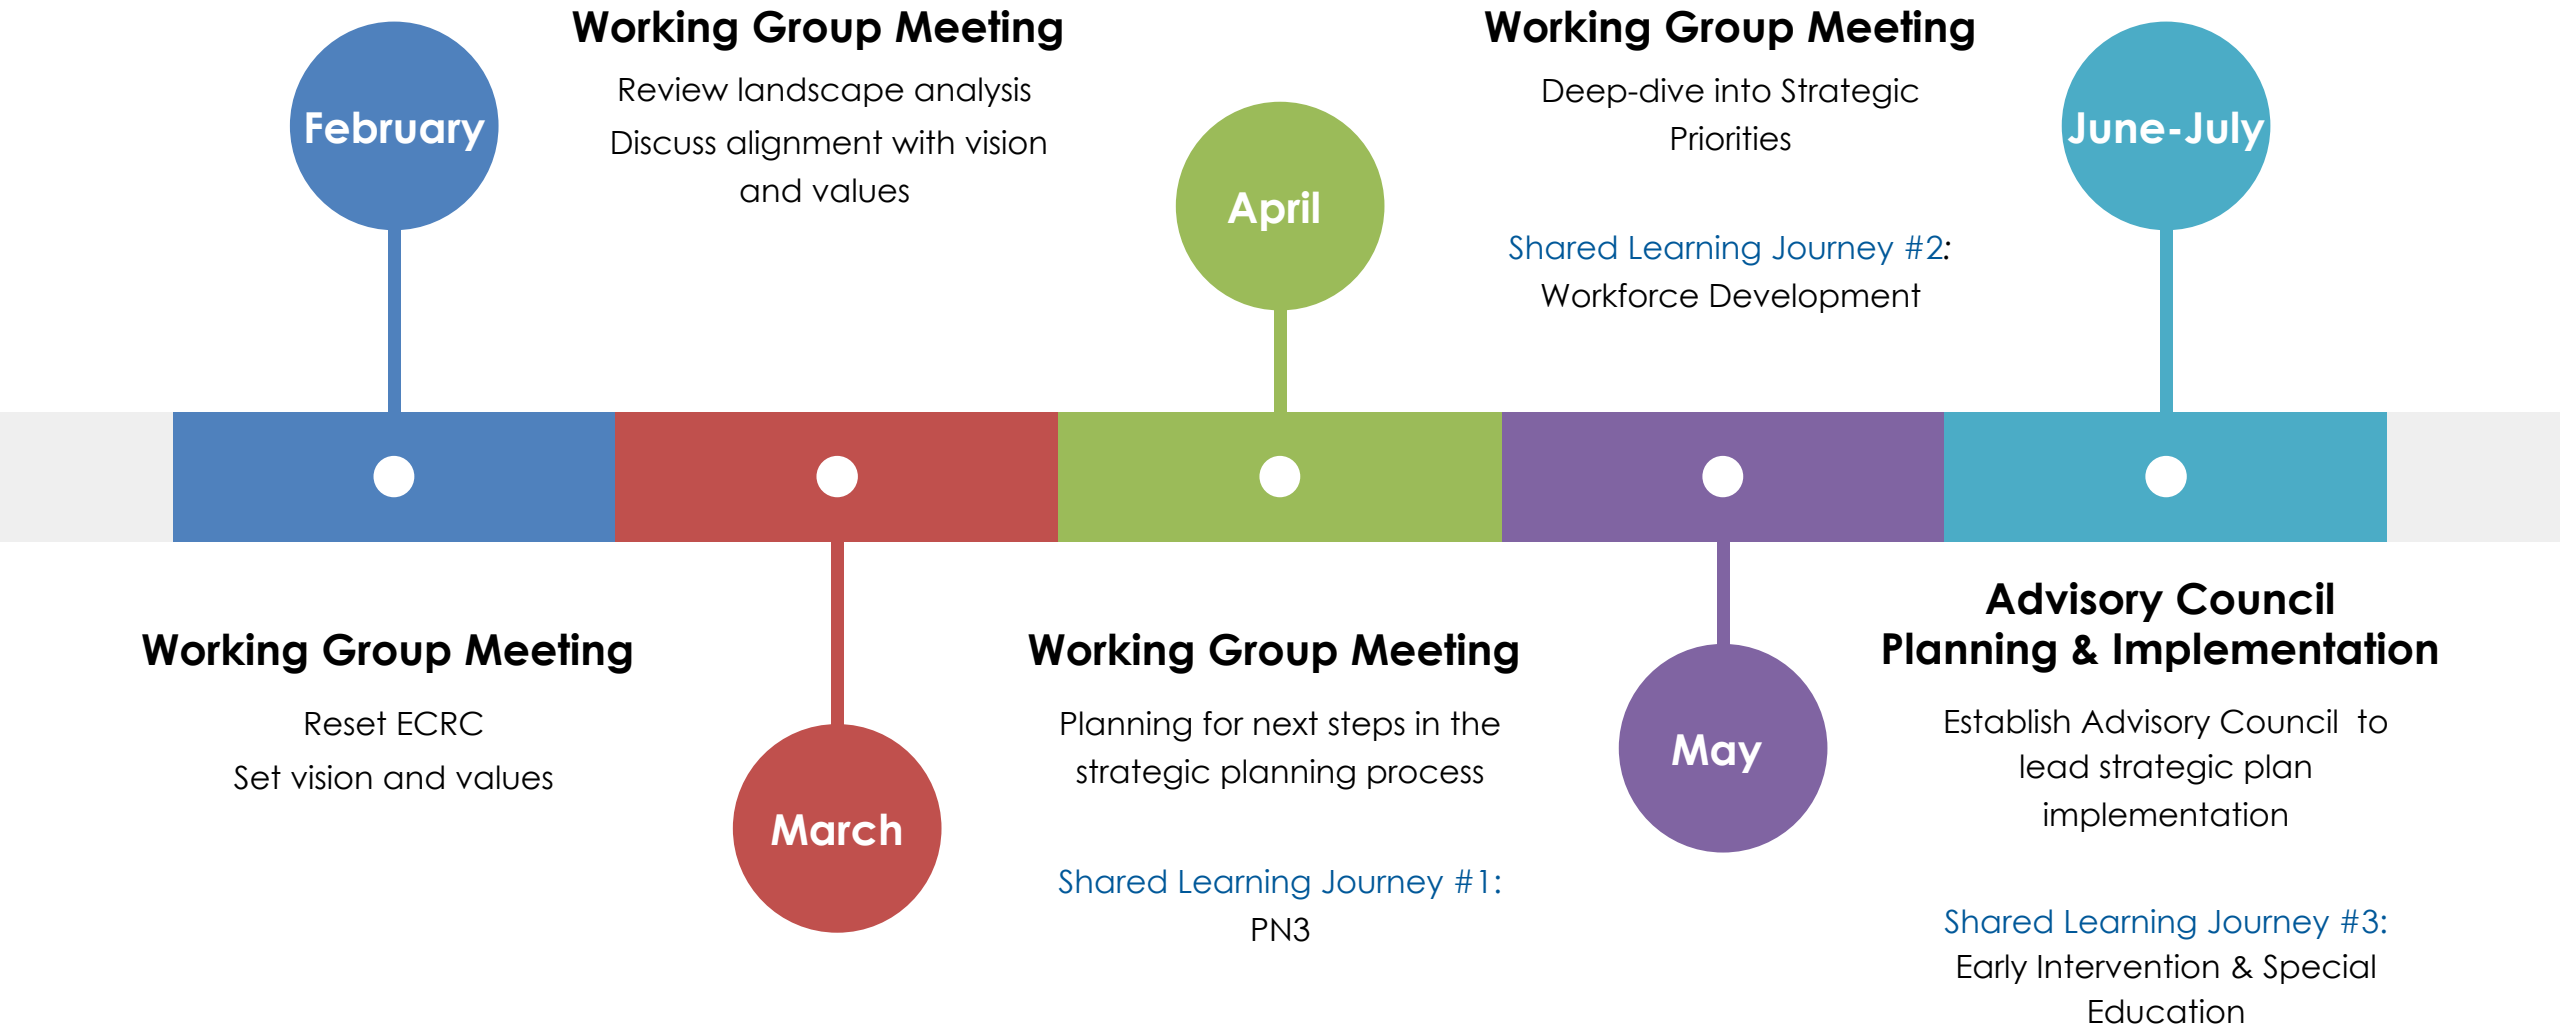 February
Working Group Meeting
Reset ECRC
Set vision and values
Working Group Meeting
Review landscape analysis
Discuss alignment with vision
and values
March
April
Working Group Meeting
Planning for next steps in the
strategic planning process
Shared Learning Journey #1:
PN3
Working Group Meeting
Deep-dive into Strategic
Priorities
Shared Learning Journey #2:
Workforce Development
May
June-July
Advisory Council
Planning & Implementation
Establish Advisory Council  to
lead strategic plan
implementation
Shared Learning Journey #3:
Early Intervention & Special
Education